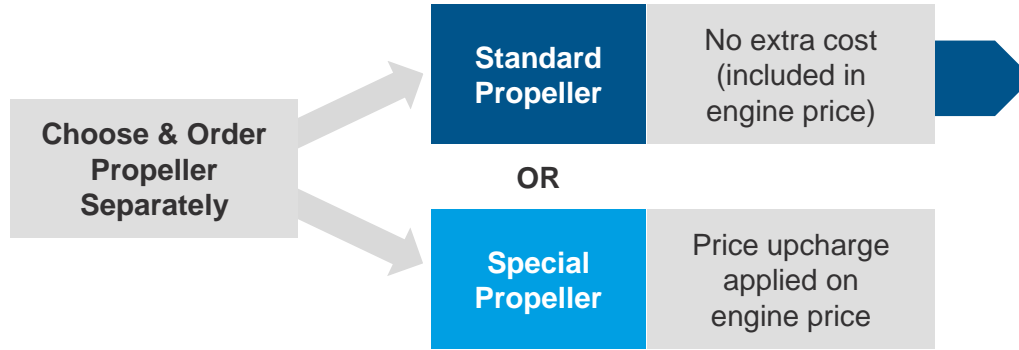 Choose & Order
Propeller
Separately
Standard
Propeller
No extra cost
(included in
engine price)
OR
Special
Propeller
Price upcharge
applied on
engine price